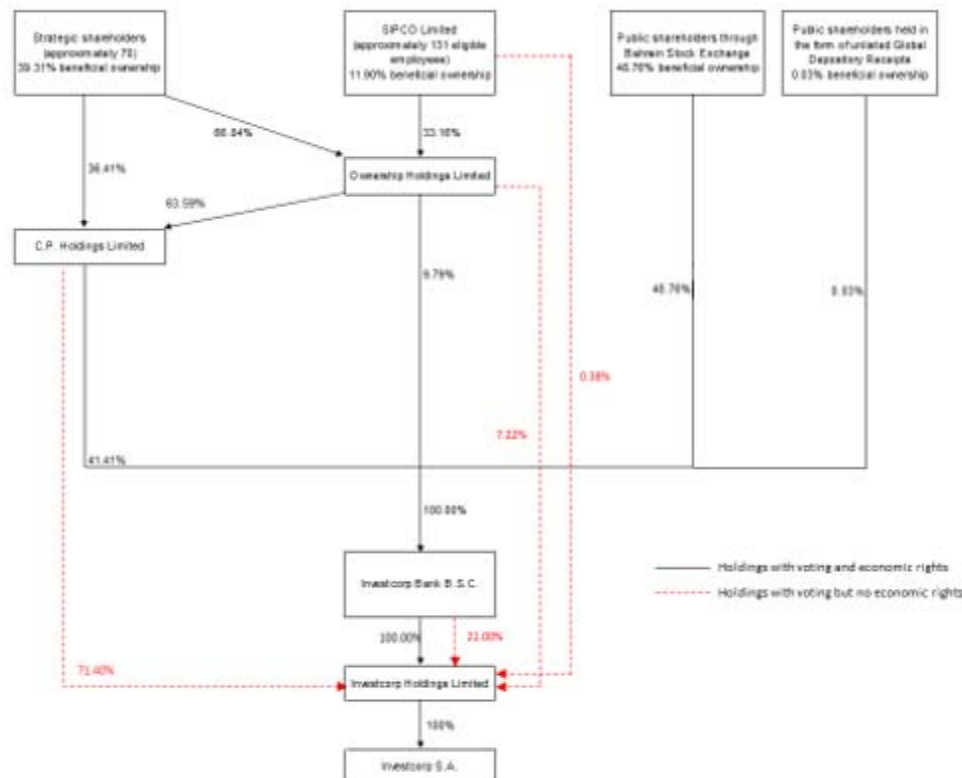 Strategic shareholders
(approximately 70)
39.31% beneficial ownership
SIPCO Limited
(approximately 131 eligible
employees)
11.90% beneficial ownership
Public shareholders through
Bahrain Stock Exchange
48.76% beneficial ownership
Public shareholders held in
the form of unlisted Global
Depository Receipts
0.03% beneficial ownership
66.84%
33.16%
36.41%
Ownership Holdings Limited
63.59%
C.P. Holdings Limited
9.79%
48.76%
0.03%
0.38%
7.22%
41.41%
100.00%
Investcorp Bank B.S.C.
Holdings with voting and economic rights
Holdings with voting but no economic rights
100.00%
21.00%
71.40%
Investcorp Holdings Limited
100%
Investcorp S.A.